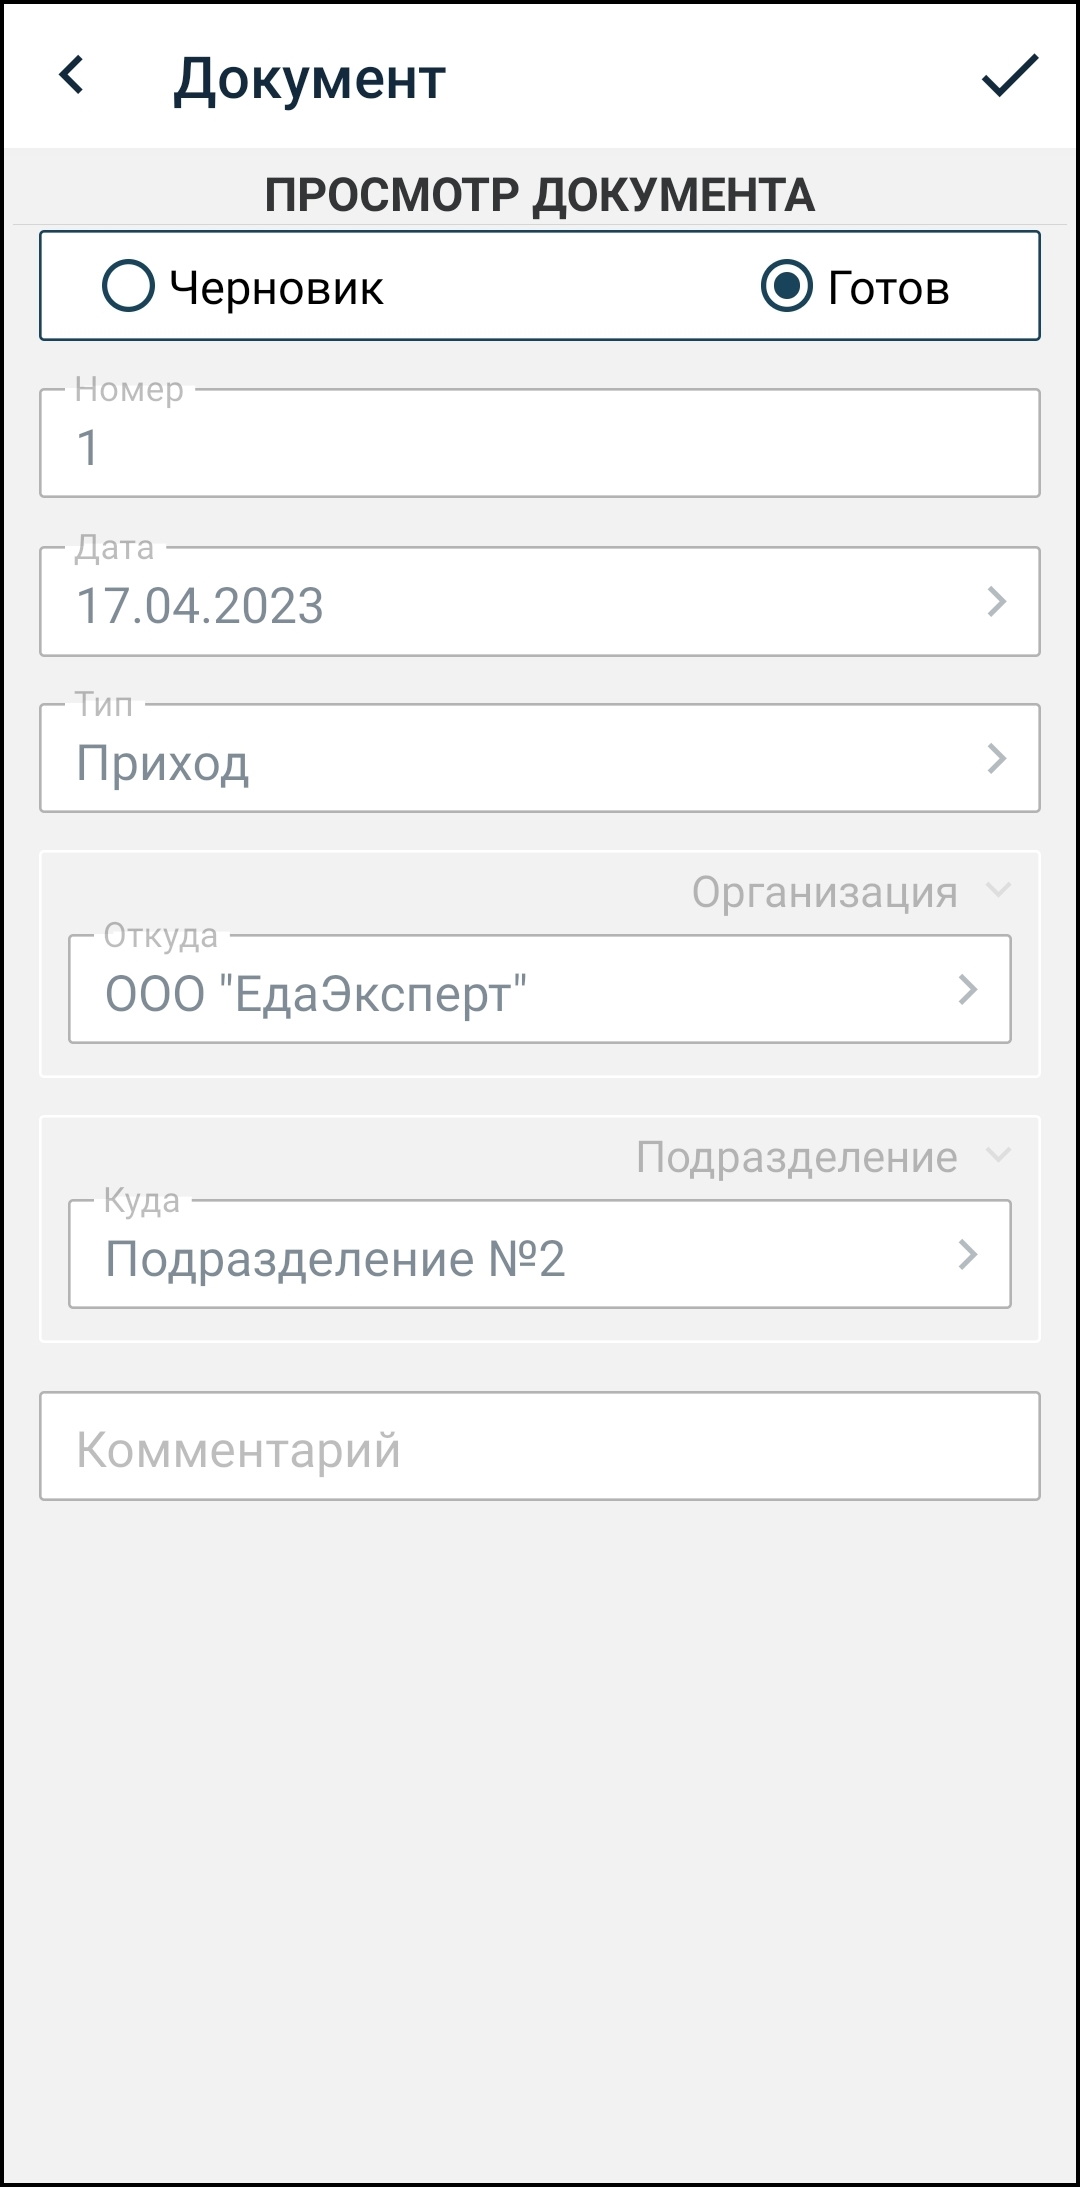 Документ
ПРОСМОТР ДОКУМЕНТА
Черновик Готов
Номер
1
Дата
17.04.2023
Тип
Приход
Организация
Откуда
ООО "ЕдаЭксперт"
Подразделение
Куда
Подразделение №2
Комментарий